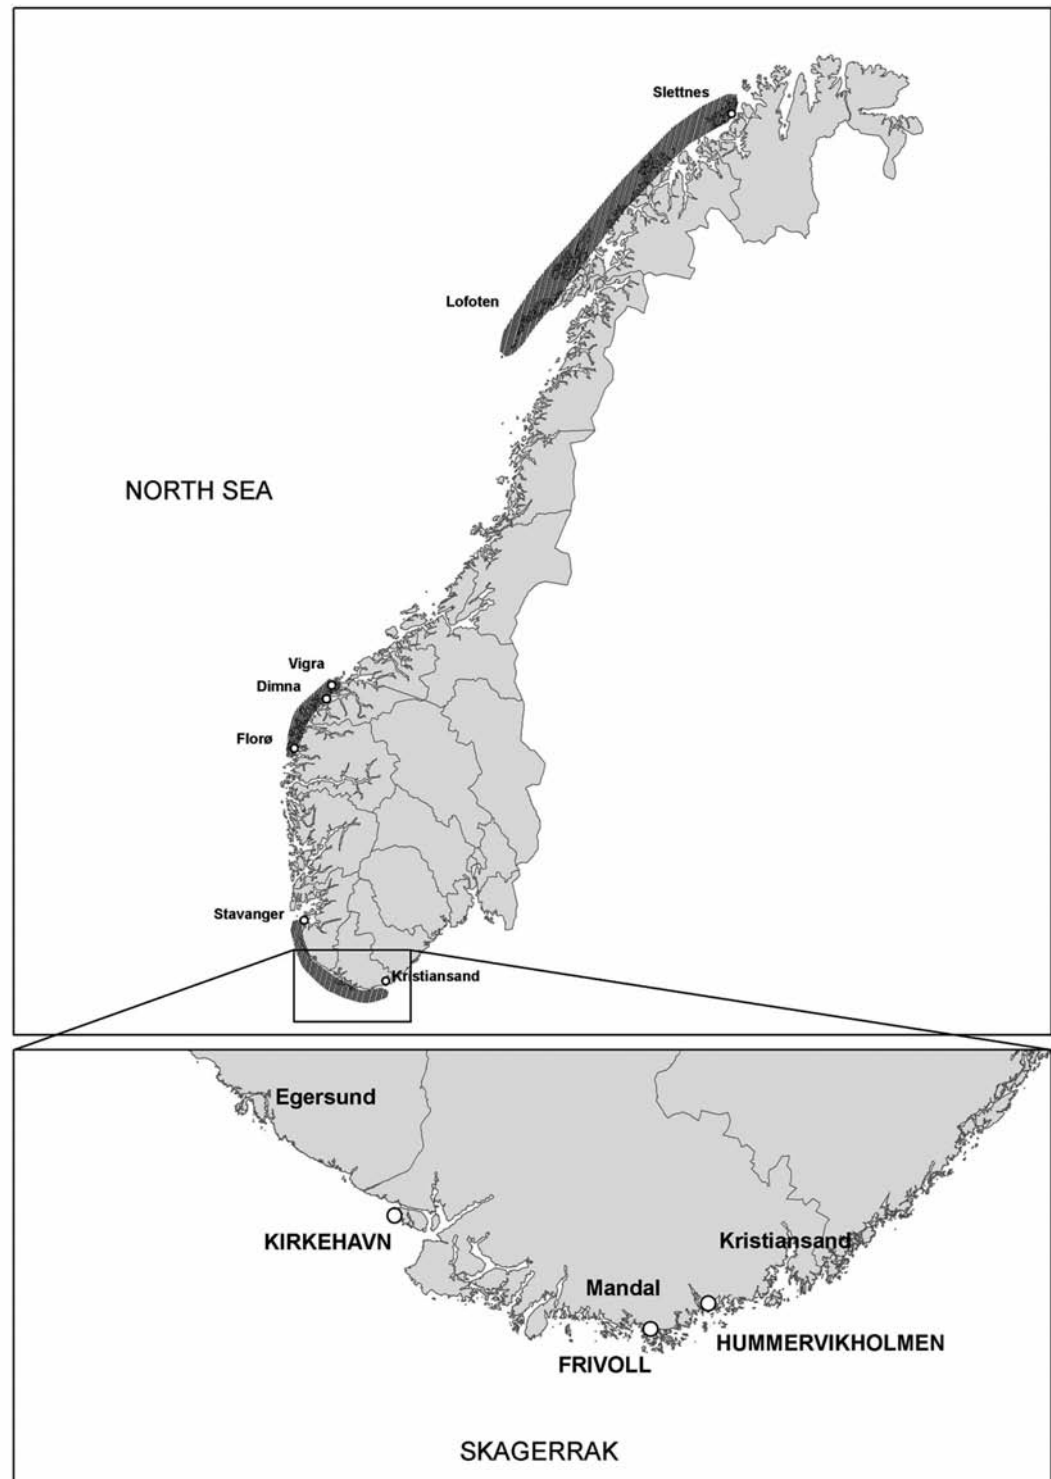 Slettnes
Lofoten
NORTH SEA
Vigra
Dimna
Florø
Stavanger
Kristiansand
Egersund
KIRKEHAVN
Kristiansand
Mandal
HUMMERVIKHOLMEN
FRIVOLL
SKAGERRAK